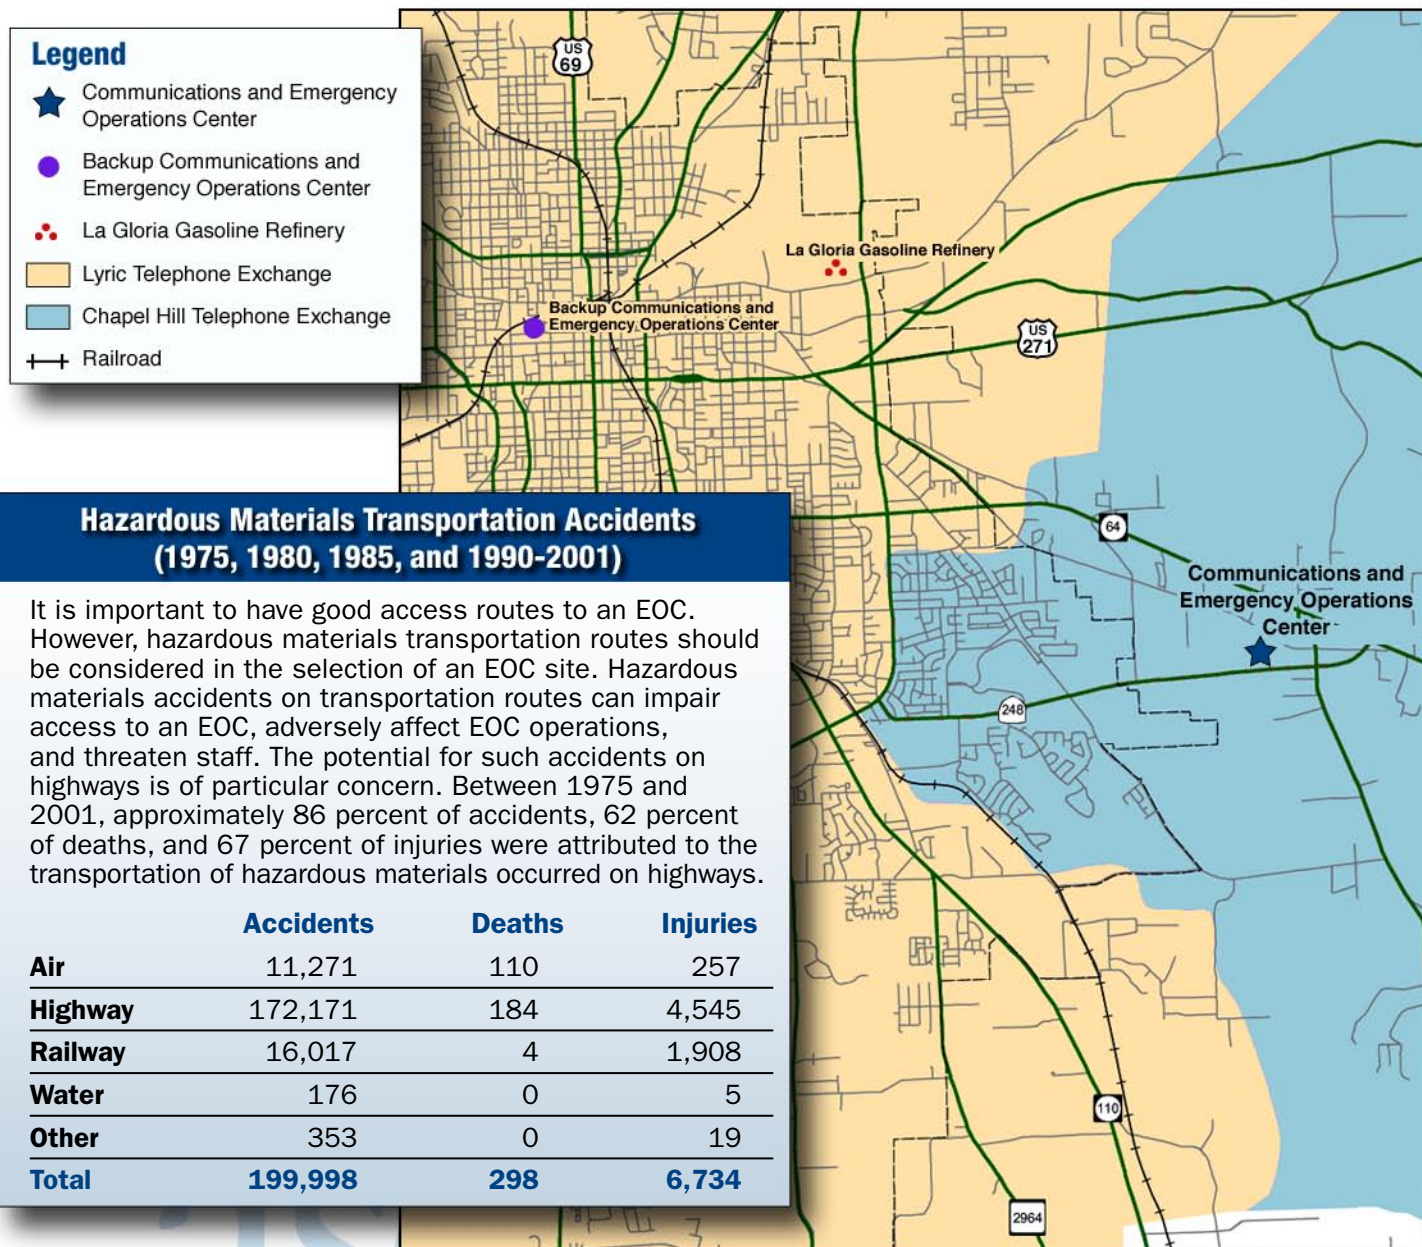 Legend
Communications and Emergency
Operations Center
Backup Communications and
Emergency Operations Center
La Gloria Gasoline Refinery
Lyric Telephone Exchange
Chapel Hill Telephone Exchange
Railroad
US
69
La Gloria Gasoline Refinery
Backup Communications and
Emergency Operations Center
US
271
64
Communications and
Emergency Operations
Center
248
110
2964
Hazardous Materials Transportation Accidents
(1975, 1980, 1985, and 1990-2001)
It is important to have good access routes to an EOC.
However, hazardous materials transportation routes should
be considered in the selection of an EOC site. Hazardous
materials accidents on transportation routes can impair
access to an EOC, adversely affect EOC operations,
and threaten staff. The potential for such accidents on
highways is of particular concern. Between 1975 and
2001, approximately 86 percent of accidents, 62 percent
of deaths, and 67 percent of injuries were attributed to the
transportation of hazardous materials occurred on highways.
Accidents Deaths Injuries
Air 11,271 110 257
Highway 172,171 184 4,545
Railway 16,017 4 1,908
Water 176 0 5
Other 353 0 19
Total 199,998 298 6,734